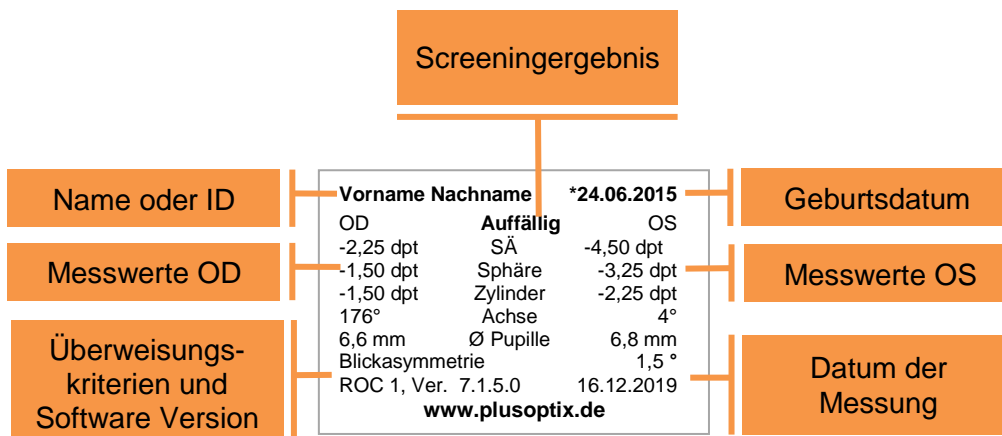 Screeningergebnis
Name oder ID
Vorname Nachname *24.06.2015
Geburtsdatum
OD Auffällig OS
-2,25 dpt SÄ -4,50 dpt
Messwerte OD
-1,50 dpt Sphäre -3,25 dpt
Messwerte OS
-1,50 dpt Zylinder -2,25 dpt
176° Achse 4°
6,6 mm Ø Pupille 6,8 mm
Blickasymmetrie 1,5 °
Überweisungs-
kriterien und
Software Version
ROC 1, Ver. 7.1.5.0 16.12.2019
Datum der
Messung
www.plusoptix.de